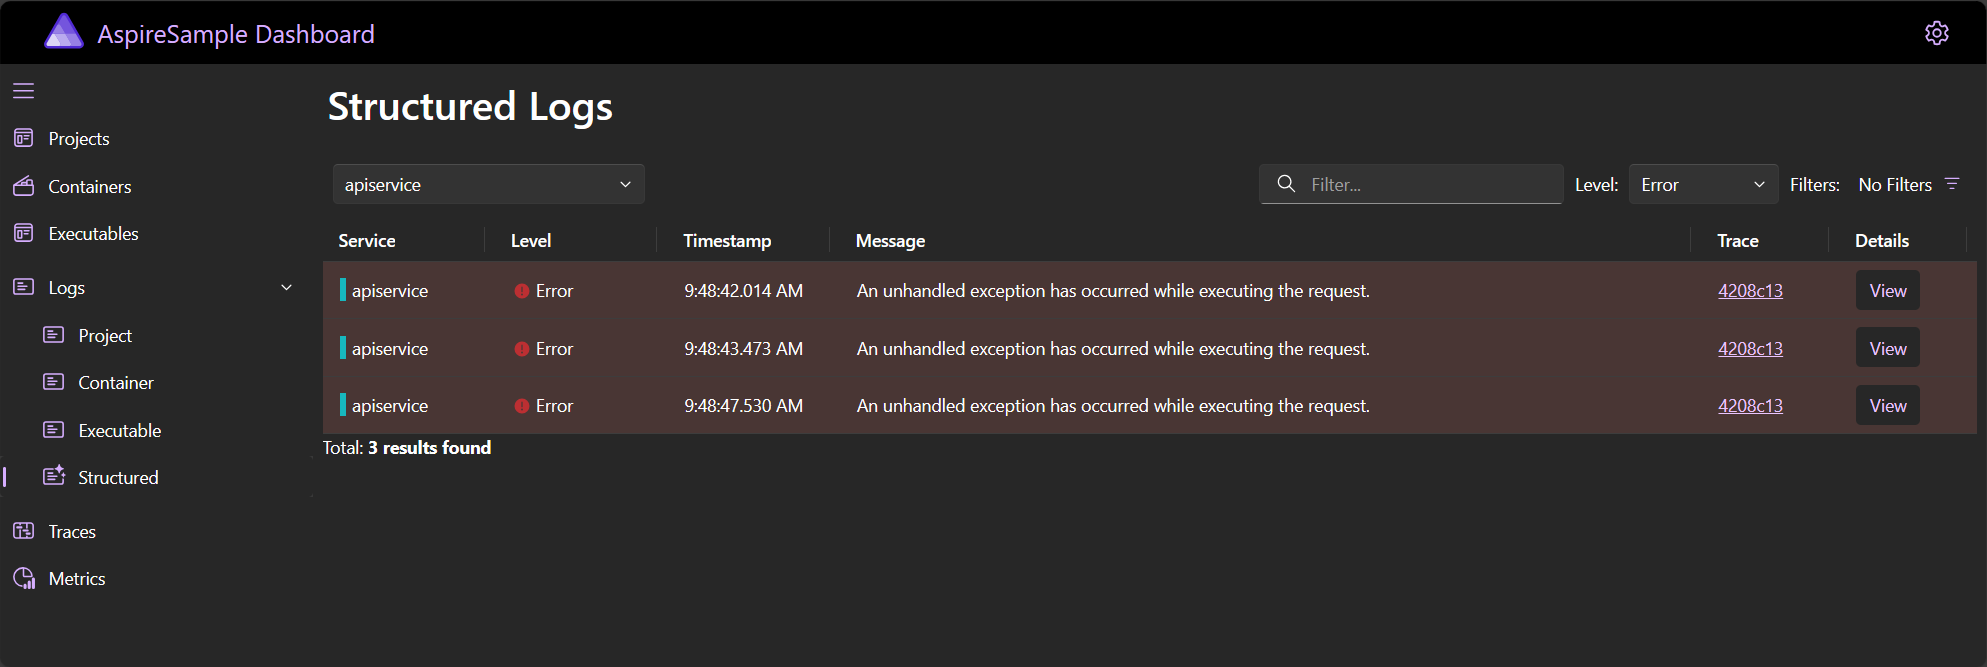 AspireSample Dashboard
Structured Logs
Projects
Containers
Executables
Logs
Project
Container
Executable
Structured
Traces
Metrics
apiservice
Filter...
Level: Error
Filters: No Filters
Service Level Timestamp Message Trace Details
apiservice Error 9:48:42.014 AM An unhandled exception has occurred while executing the request. 4208c13 View
apiservice Error 9:48:43.473 AM An unhandled exception has occurred while executing the request. 4208c13 View
apiservice Error 9:48:47.530 AM An unhandled exception has occurred while executing the request. 4208c13 View
Total: 3 results found